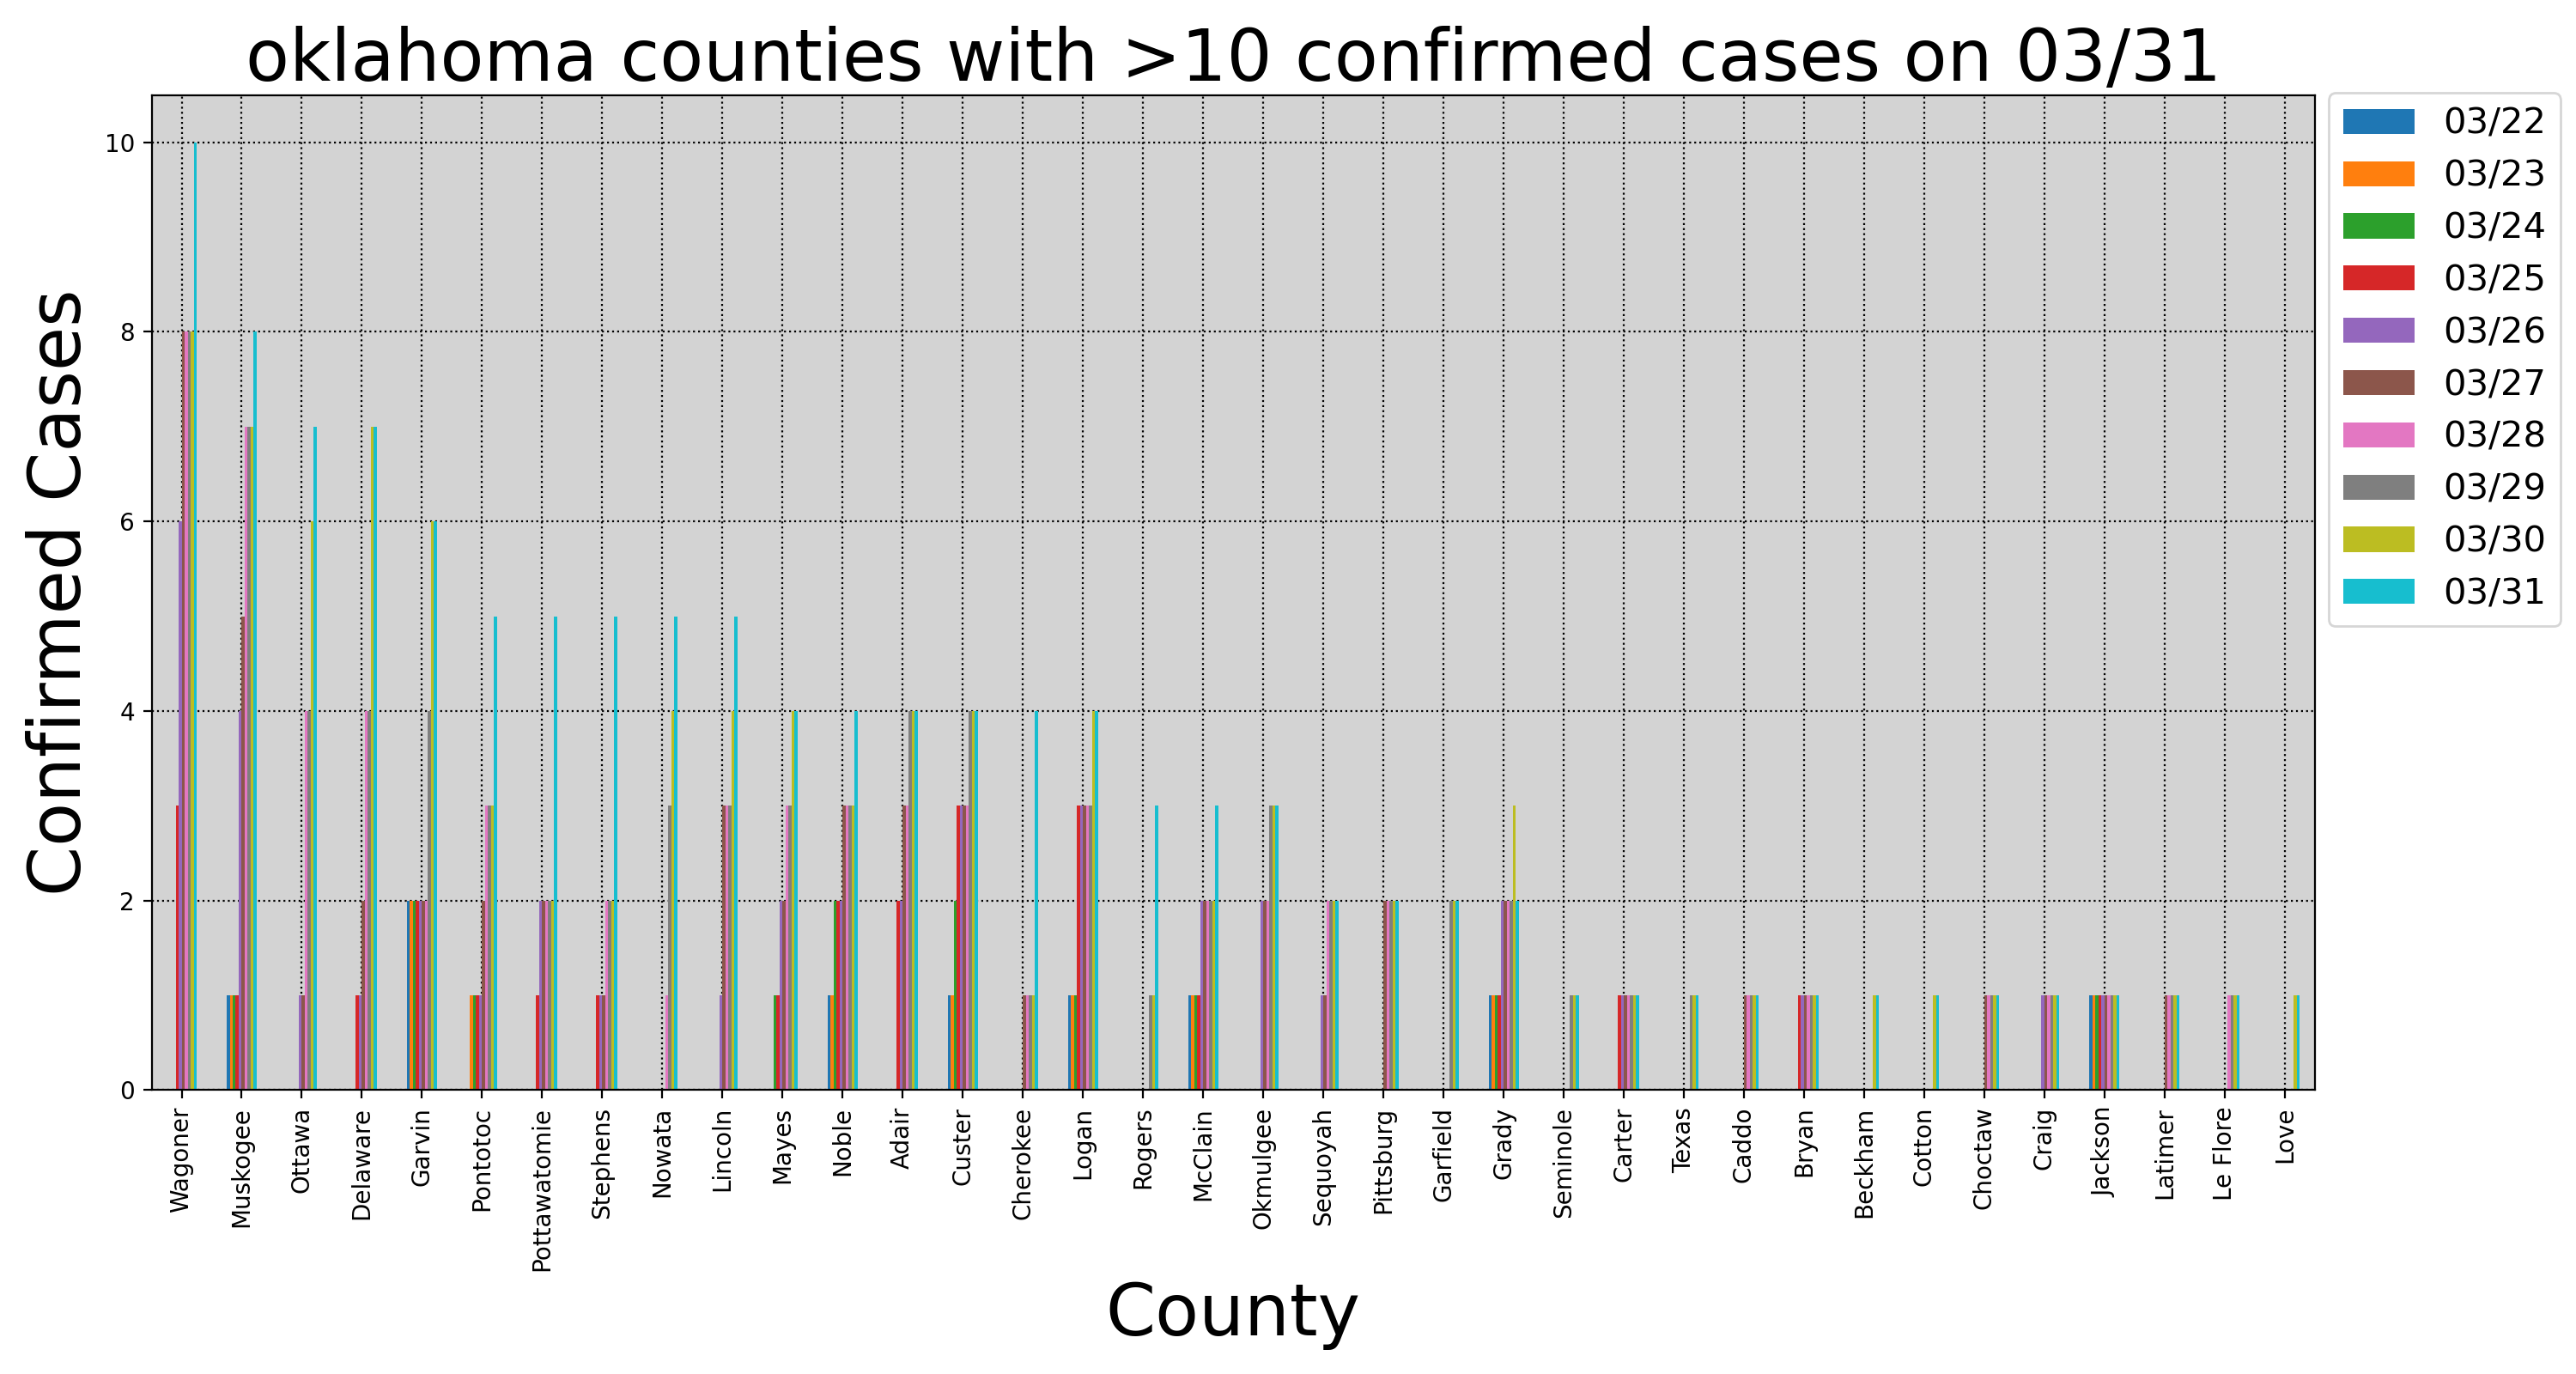 oklahoma counties with >10 confirmed cases on 03/31
Confirmed Cases
10
8
6
4
2
0
03/22
03/23
03/24
03/25
03/26
03/27
03/28
03/29
03/30
03/31
Wagoner
Muskogee
Ottawa
Delaware
Garvin
Pontotoc
Pottawatomie
Stephens
Nowata
Lincoln
Mayes
Noble
Adair
Custer
Cherokee
Logan
Rogers
McClain
Okmulgee
Sequoyah
Pittsburg
Garfield
Grady
Seminole
Carter
Texas
Caddo
Bryan
Beckham
Cotton
Choctaw
Craig
Jackson
Latimer
Le Flore
Love
County